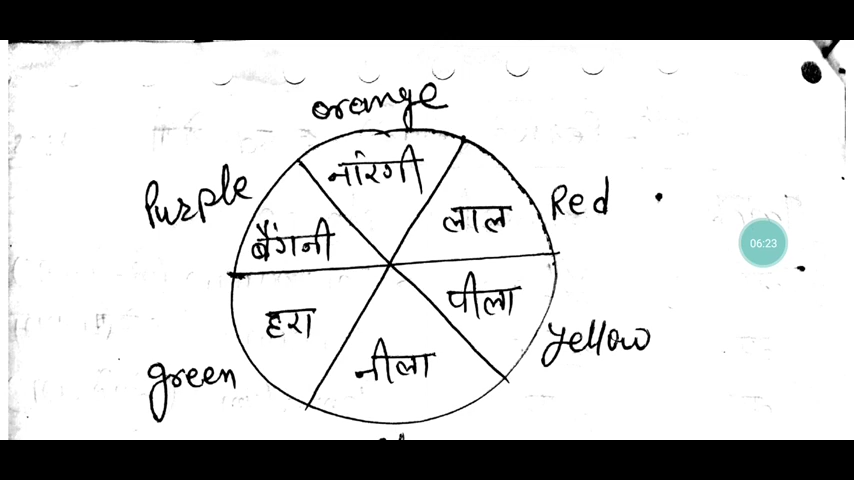 orange
Purple
नारंगी
लाल
Red
बैंगनी
06:23
पीला
हरा
yellow
नीला
green